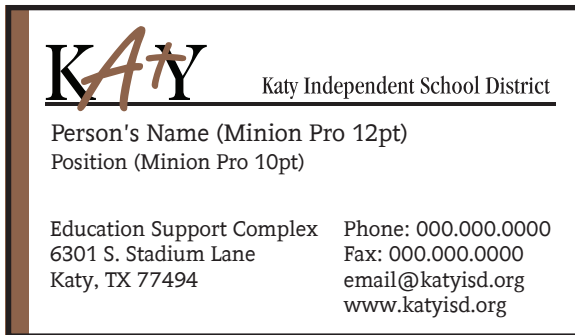 KA+Y
Katy Independent School District
Person's Name (Minion Pro 12pt)
Position (Minion Pro 10pt)
Education Support Complex
6301 S. Stadium Lane
Katy, TX 77494
Phone: 000.000.0000
Fax: 000.000.0000
email@katyisd.org
www.katyisd.org